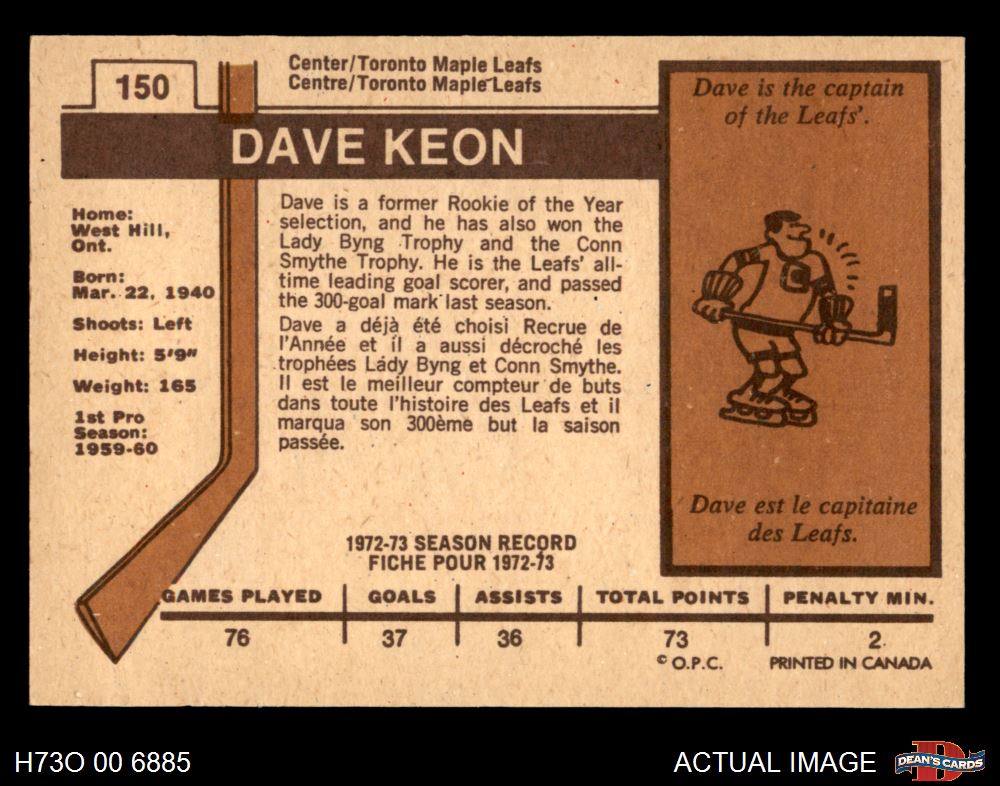 150
Center/Toronto Maple Leafs
Centre/Toronto Maple Leafs
DAVE KEON
Home:
West Hill,
Ont.
Born:
Mar. 22, 1940
Shoots: Left
Height: 5'9"
Weight: 165
1st Pro
Season:
1959-60
Dave is a former Rookie of the Year
selection, and he has also won the
Lady Byng Trophy and the Conn
Smythe Trophy. He is the Leafs' all-
time leading goal scorer, and passed
the 300-goal mark last season.
Dave a déjà été choisi Recrue de
l'Année et il a aussi décroché les
trophées Lády Byng et Conn Smythe.
Il est le meilleur compteur de buts
dans toute l'histoire des Leafs et il
marqua son 300ème but la saison
passée.
Dave is the captain
of the Leafs'.
C
Dave est le capitaine
des Leafs.
1972-73 SEASON RECORD
FICHE POUR 1972-73
GAMES PLAYED GOALS ASSISTS TOTAL POINTS PENALTY MIN.
76 37 36 73 2
© O.P.C. PRINTED IN CANADA
H73O 00 6885 ACTUAL IMAGE D DEAN'S CARDS